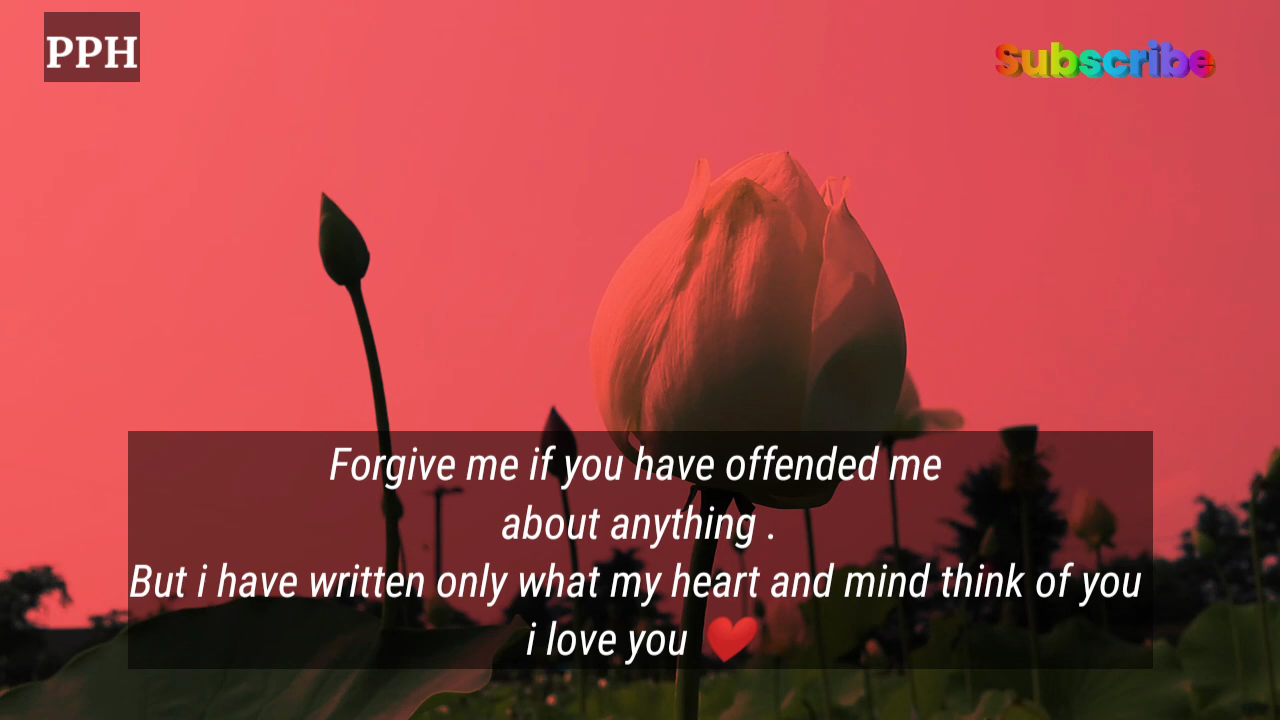 PPH
Subscribe
Forgive me if you have offended me
about anything .
But i have written only what my heart and mind think of you
i love you ❤